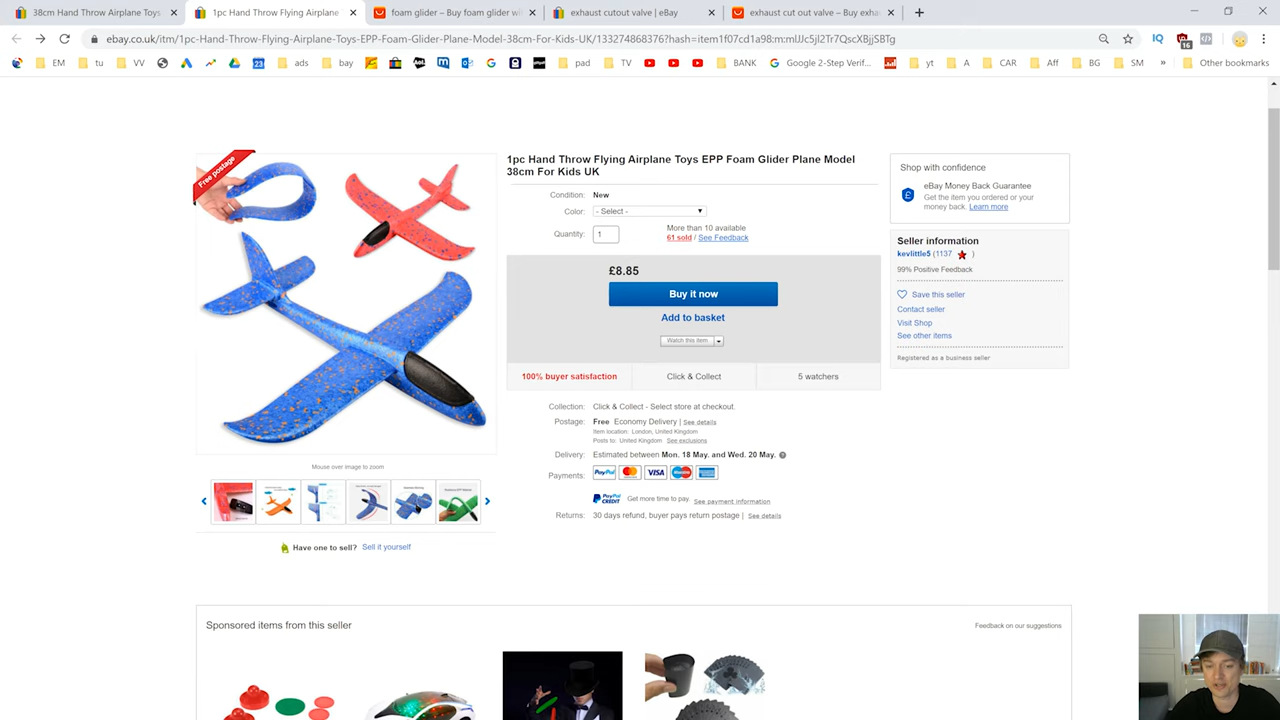 38cm Hand Throw Flying Airplane Toys
1pc Hand Throw Flying Airplane
foam glider – Buy foam glider wi
exhaust cutout valve | eBay
exhaust cut out valve – Buy exha
ebay.co.uk/itm/1pc-Hand-Throw-Flying-Airplane-Toys-EPP-Foam-Glider-Plane-Model-38cm-For-Kids-UK/133274868376?hash=item1f07cd1a98:m:mUJc5jl2Tr7QscXBjjSBTg
EM
tu
VV
ads
bay
pad
TV
BANK
Google 2-Step Verif...
yt
A
CAR
Aff
BG
SM
»
Other bookmarks
Free postage
1pc Hand Throw Flying Airplane Toys EPP Foam Glider Plane Model
38cm For Kids UK
Condition: New
Color: - Select -
Quantity: 1
More than 10 available
61 sold / See Feedback
£8.85
Buy it now
Add to basket
Watch this item
100% buyer satisfaction
Click & Collect
5 watchers
Collection: Click & Collect - Select store at checkout.
Postage: Free Economy Delivery | See details
Item location: London, United Kingdom
Posts to: United Kingdom See exclusions
Delivery: Estimated between Mon. 18 May. and Wed. 20 May.
Payments: PayPal VISA
PayPal CREDIT Get more time to pay. See payment information
Returns: 30 days refund, buyer pays return postage | See details
Shop with confidence
eBay Money Back Guarantee
Get the item you ordered or your
money back. Learn more
Seller information
kevlittle5 (1137 )
99% Positive Feedback
Save this seller
Contact seller
Visit Shop
See other items
Registered as a business seller
Mouse over image to zoom
Have one to sell? Sell it yourself
Sponsored items from this seller
Feedback on our suggestions